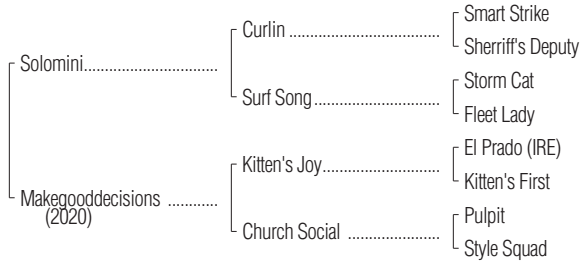 Smart Strike
Curlin
Sherriff's Deputy
Solomini
Storm Cat
Surf Song
Fleet Lady
El Prado (IRE)
Kitten's Joy
Kitten's First
Makegooddecisions
(2020)
Pulpit
Church Social
Style Squad